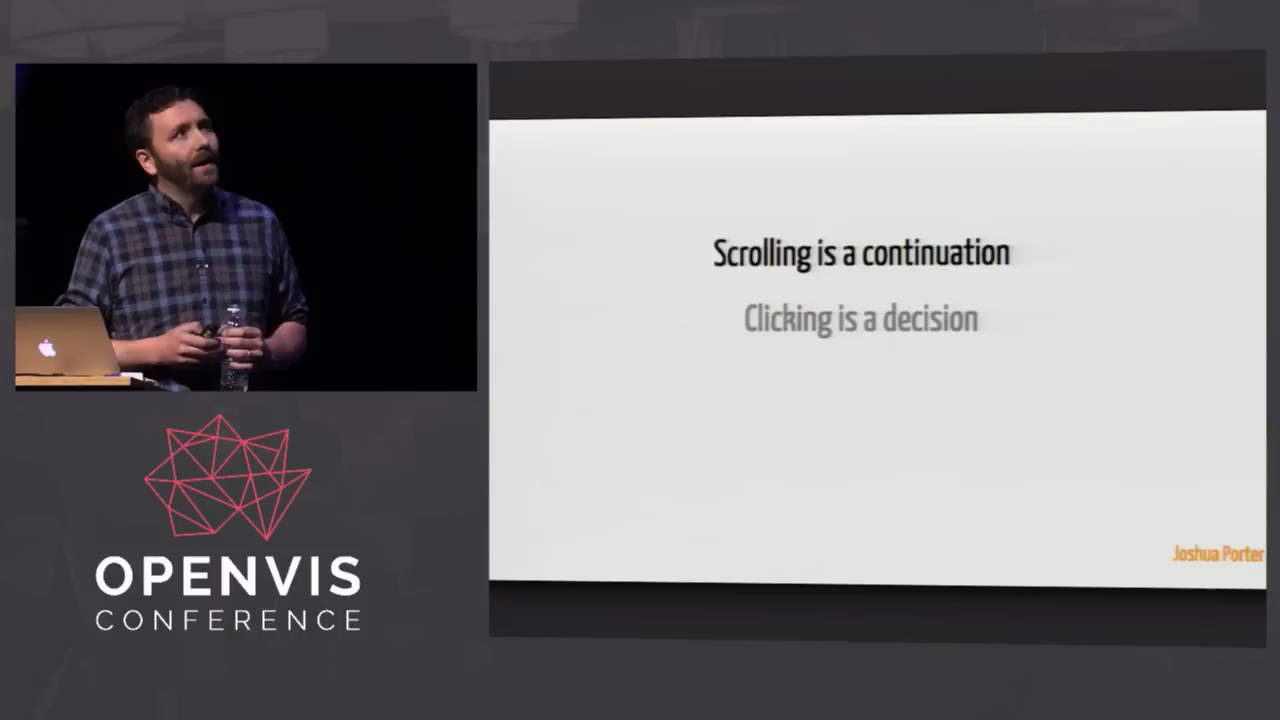 Scrolling is a continuation
Clicking is a decision
Joshua Porter
OPENVIS
CONFERENCE